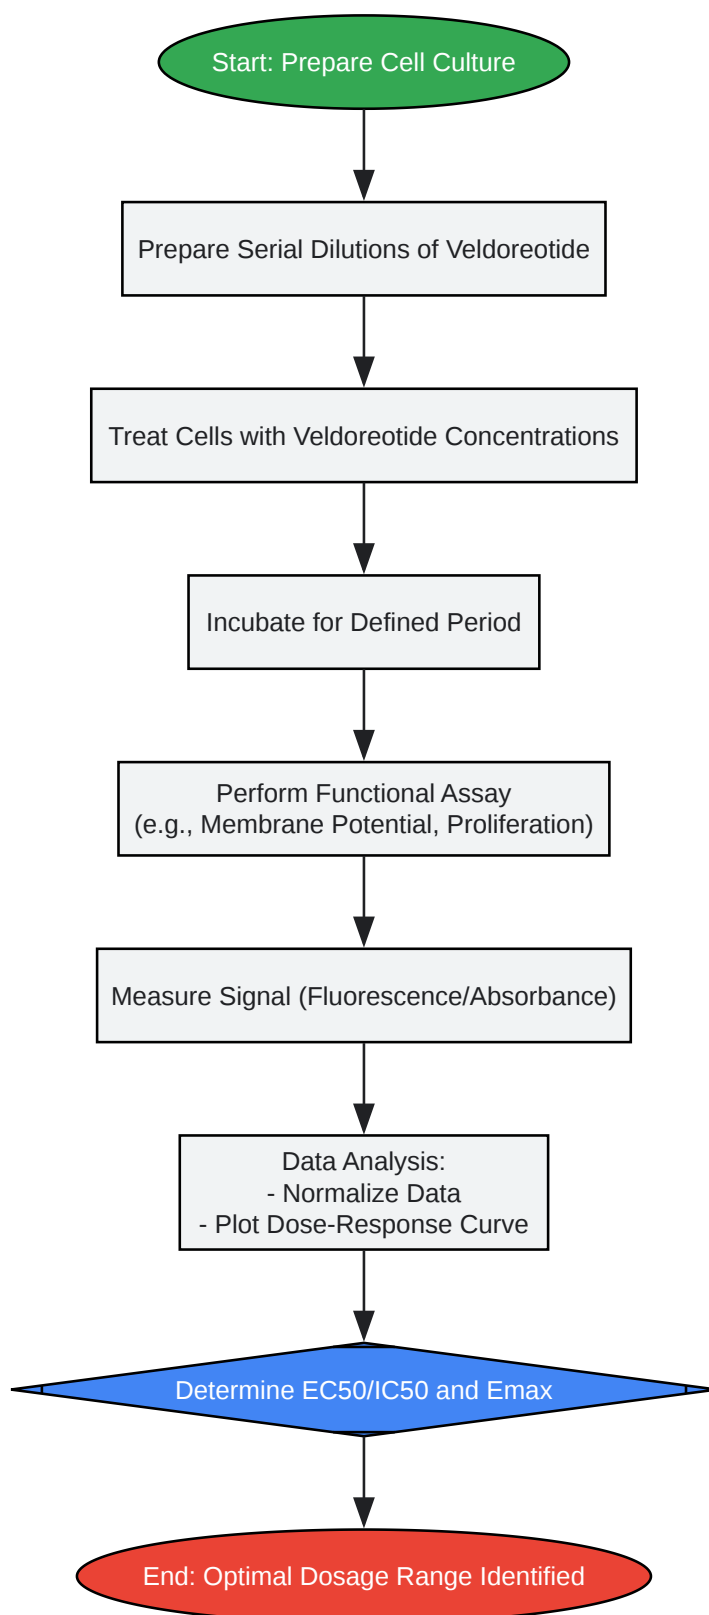 Start: Prepare Cell Culture
Prepare Serial Dilutions of Veldoreotide
Treat Cells with Veldoreotide Concentrations
Incubate for Defined Period
Perform Functional Assay
(e.g., Membrane Potential, Proliferation)
Measure Signal (Fluorescence/Absorbance)
Data Analysis:
- Normalize Data
- Plot Dose-Response Curve
Determine EC50/IC50 and Emax
End: Optimal Dosage Range Identified